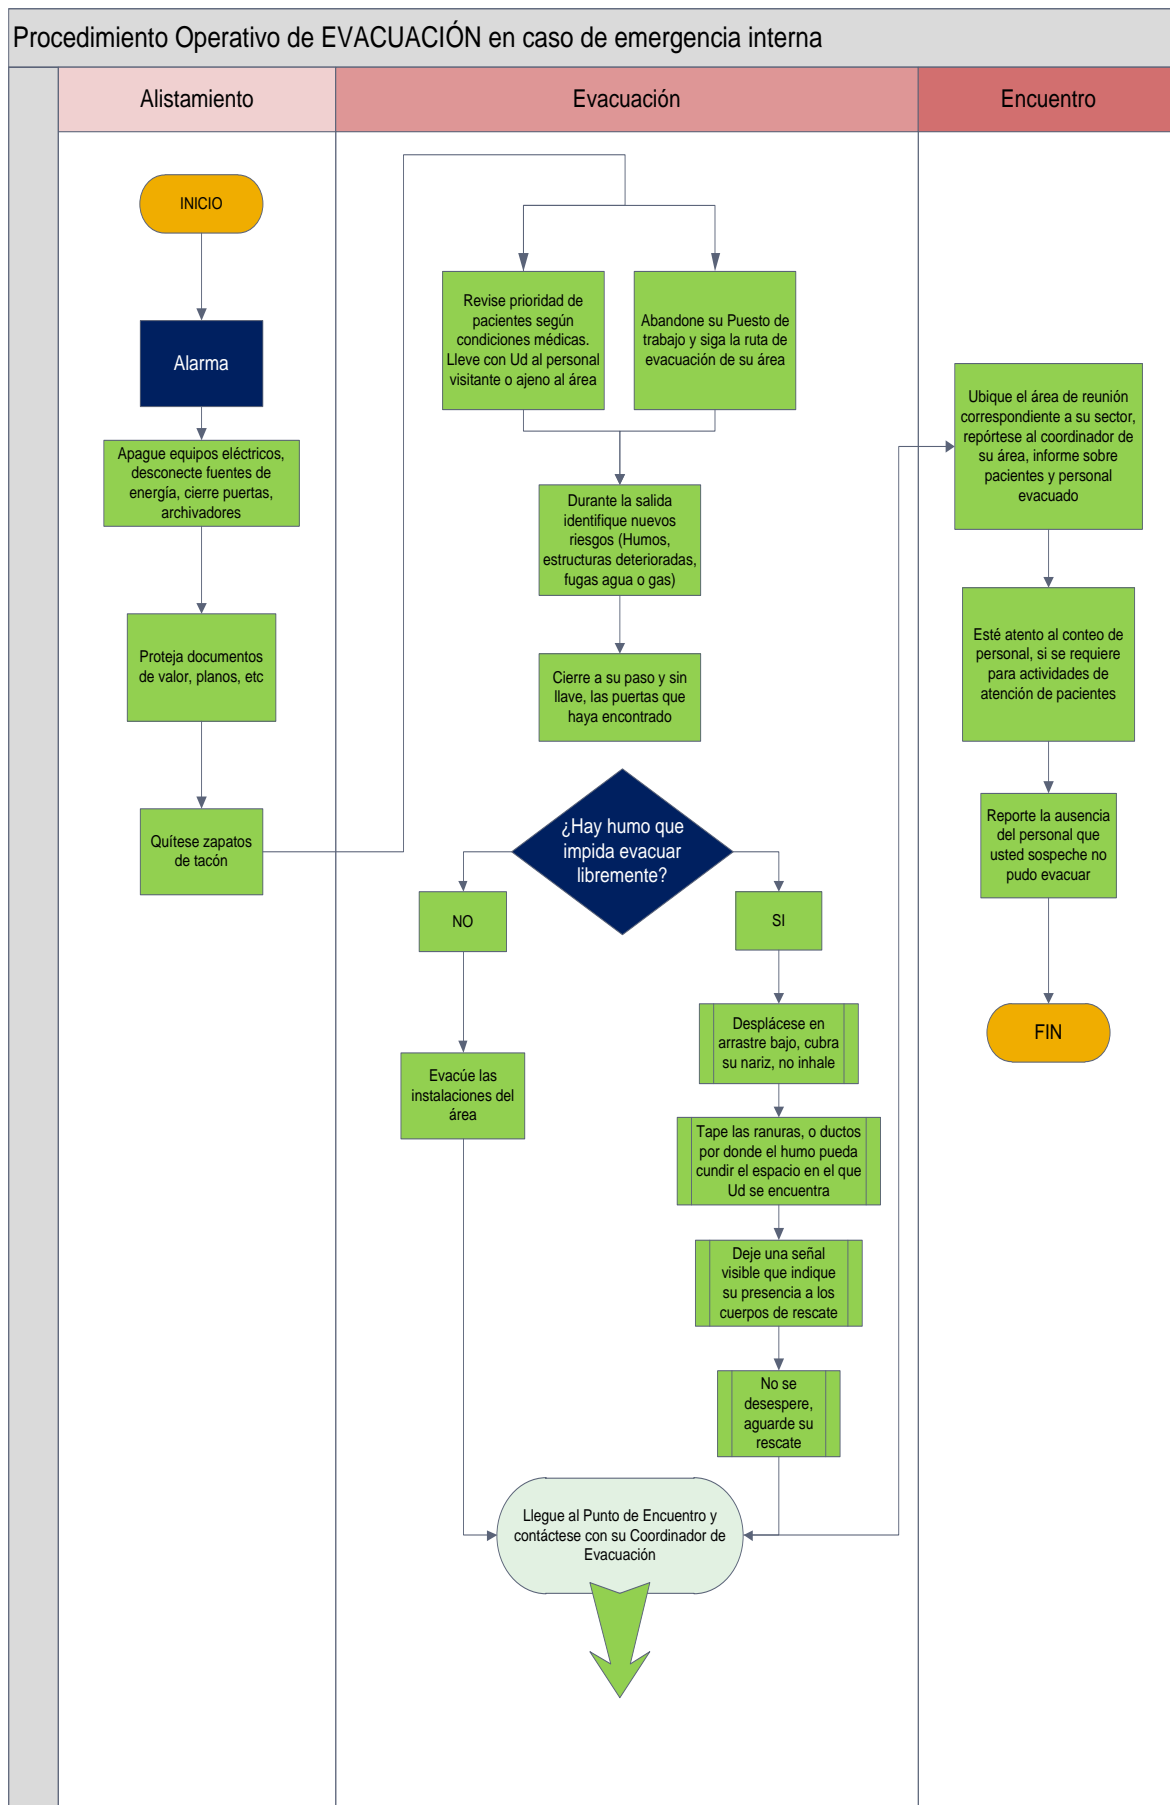 Procedimiento Operativo de EVACUACIÓN en caso de emergencia interna
Alistamiento
Evacuación
Encuentro
INICIO
Alarma
Apague equipos eléctricos,
desconecte fuentes de
energía, cierre puertas,
archivadores
Proteja documentos
de valor, planos, etc
Quítese zapatos
de tacón
Revise prioridad de
pacientes según
condiciones médicas.
Lleve con Ud al personal
visitante o ajeno al área
Abandone su Puesto de
trabajo y siga la ruta de
evacuación de su área
Durante la salida
identifique nuevos
riesgos (Humos,
estructuras deterioradas,
fugas agua o gas)
Cierre a su paso y sin
llave, las puertas que
haya encontrado
¿Hay humo que
impida evacuar
libremente?
NO
SI
Evacúe las
instalaciones del
área
Desplácese en
arrastre bajo, cubra
su nariz, no inhale
Tape las ranuras, o ductos
por donde el humo pueda
cundir el espacio en el que
Ud se encuentra
Deje una señal
visible que indique
su presencia a los
cuerpos de rescate
No se
desespere,
aguarde su
rescate
Llegue al Punto de Encuentro y
contáctese con su Coordinador de
Evacuación
Ubique el área de reunión
correspondiente a su sector,
repórtese al coordinador de
su área, informe sobre
pacientes y personal
evacuado
Esté atento al conteo de
personal, si se requiere
para actividades de
atención de pacientes
Reporte la ausencia
del personal que
usted sospeche no
pudo evacuar
FIN